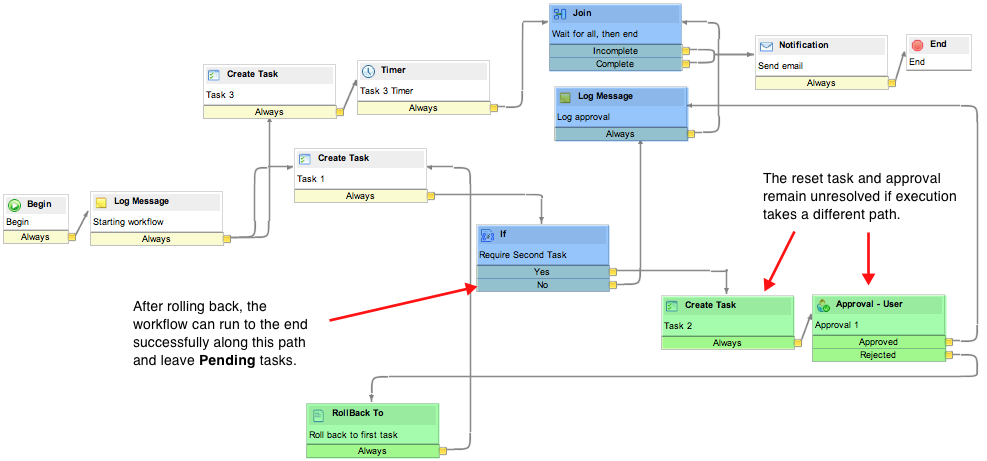 Join
Wait for all, then end
Incomplete
Complete
Notification
Send email
Always
End
End
Create Task
Task 3
Always
Timer
Task 3 Timer
Always
Log Message
Log approval
Always
Create Task
Task 1
Always
Begin
Begin
Always
Log Message
Starting workflow
Always
The reset task and approval
remain unresolved if execution
takes a different path.
If
Require Second Task
Yes
No
After rolling back, the
workflow can run to the end
successfully along this path
and leave Pending tasks.
Create Task
Task 2
Always
Approval - User
Approval 1
Approved
Rejected
RollBack To
Roll back to first task
Always